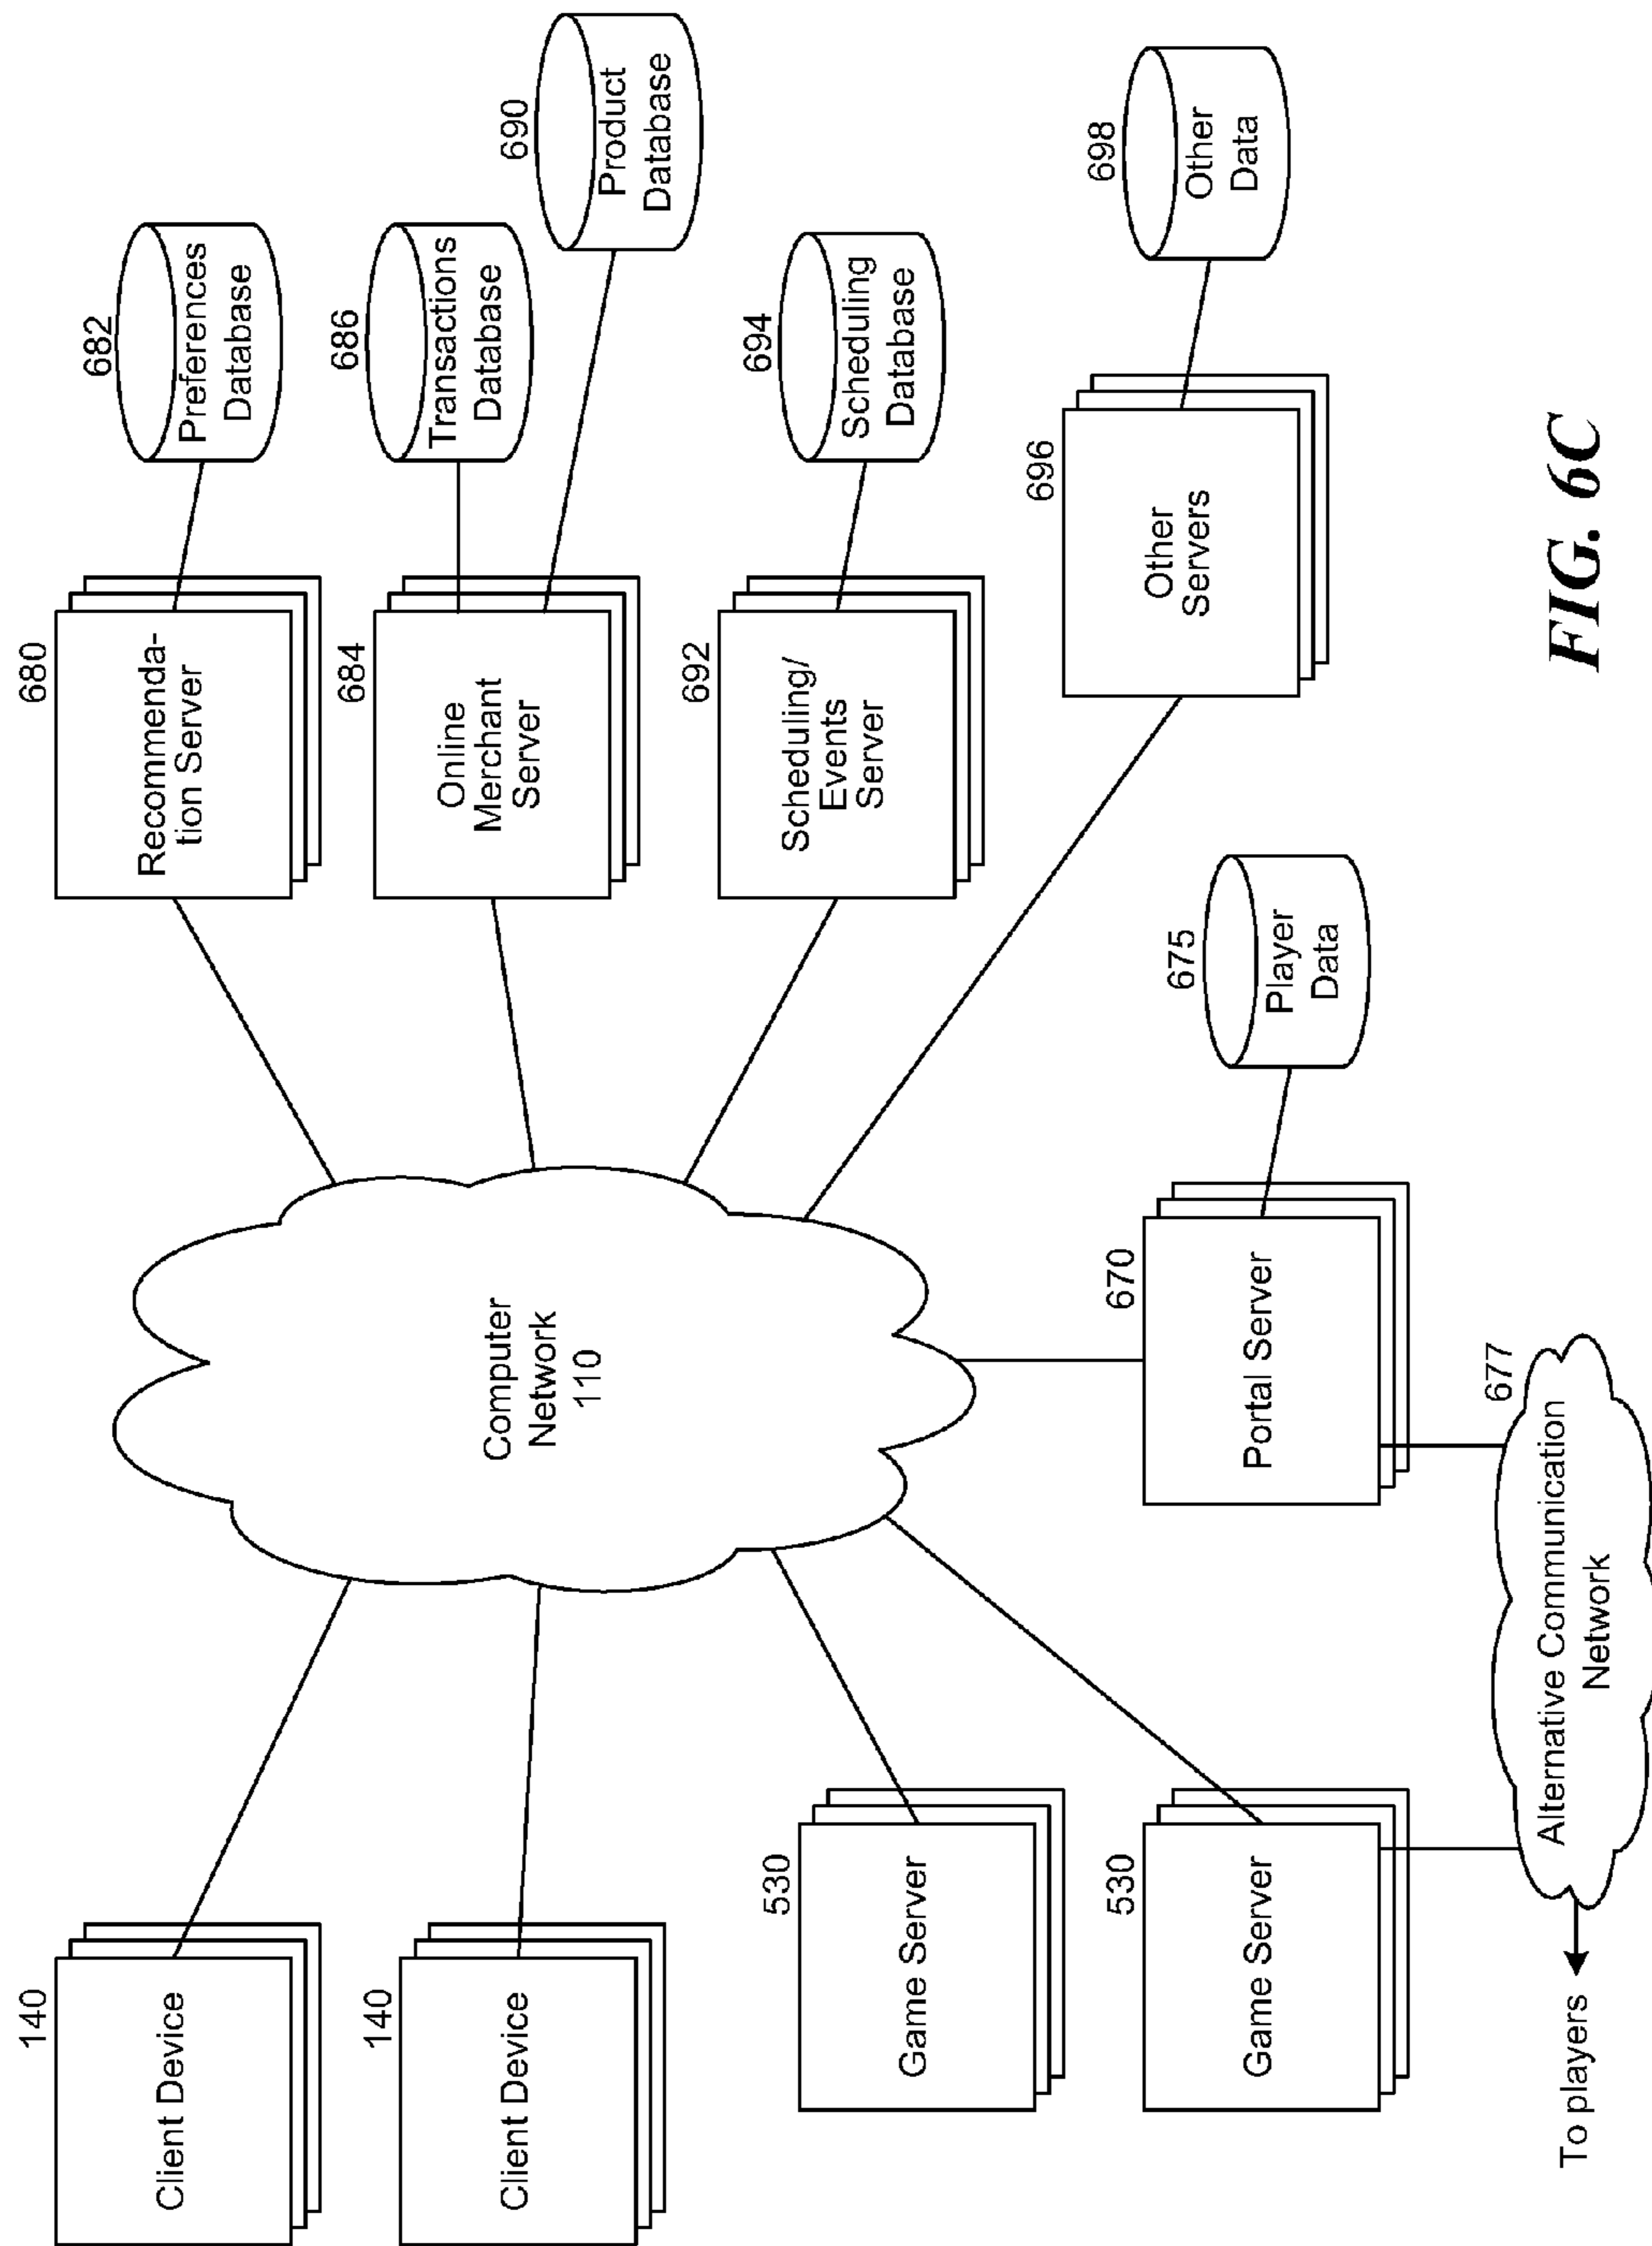 140
Client Device
140
Client Device
530
Game Server
530
Game Server
To players
Computer
Network
110
680
Recommenda-
tion Server
682
Preferences
Database
684
Online
Merchant
Server
686
Transactions
Database
690
Product
Database
692
Scheduling/
Events
Server
694
Scheduling
Database
696
Other
Servers
698
Other
Data
670
Portal Server
675
Player
Data
677
Alternative Communication
Network
FIG. 6C